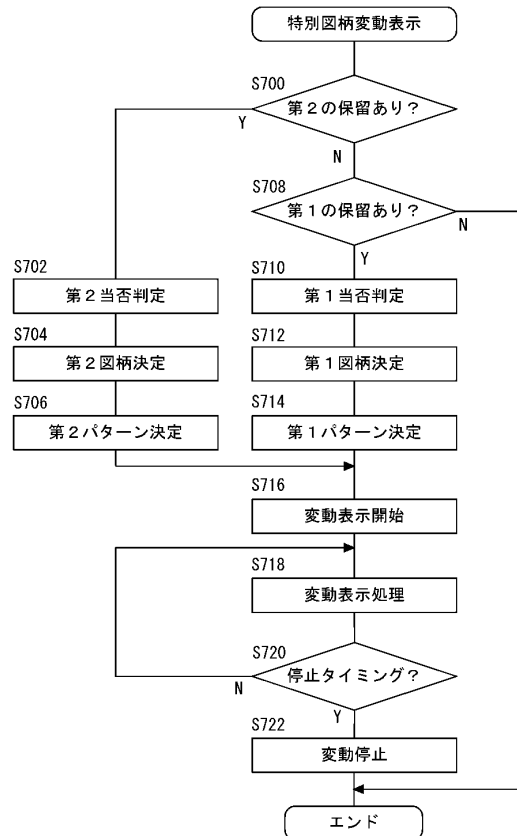 特別図柄変動表示
S700
第２の保留あり？
Y
N
S708
第１の保留あり？
N
Y
S702
第２当否判定
S710
第１当否判定
S704
第２図柄決定
S712
第１図柄決定
S706
第２パターン決定
S714
第１パターン決定
S716
変動表示開始
S718
変動表示処理
S720
停止タイミング？
N
Y
S722
変動停止
エンド